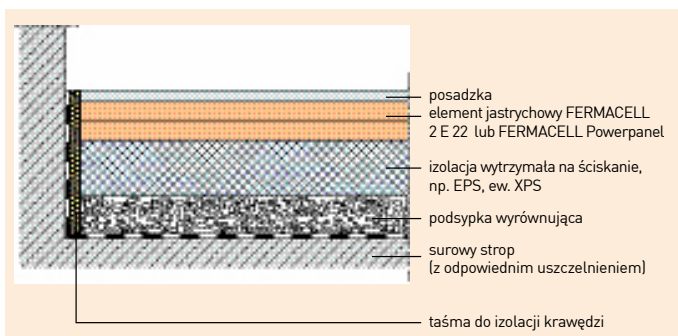 posadzka
element jastrychowy FERMACELL
2 E 22 lub FERMACELL Powerpanel
izolacja wytrzymała na ściskanie,
np. EPS, ew. XPS
podsypka wyrównująca
surowy strop
(z odpowiednim uszczelnieniem)
taśma do izolacji krawędzi